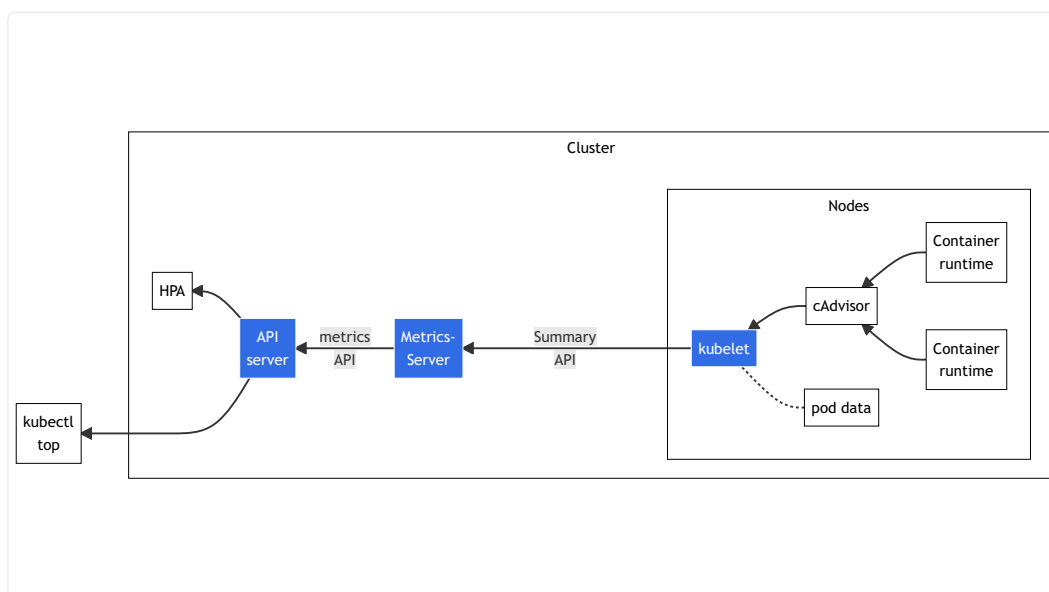 Cluster
Nodes
Container
runtime
HPA
cAdvisor
API
server
metrics
API
Metrics-
Server
Summary
API
kubelet
Container
runtime
pod data
kubectl
top